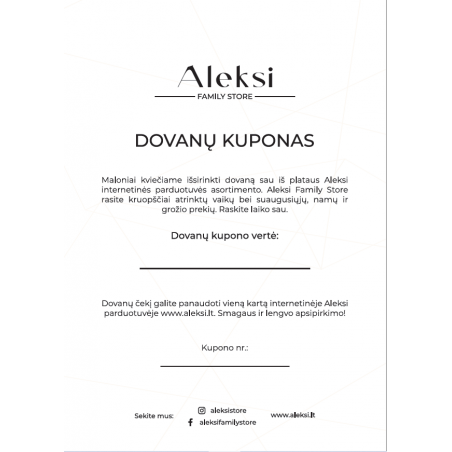 Aleksi
FAMILY STORE
DOVANŲ KUPONAS
Maloniai kviečiame išsirinkti dovaną sau iš plataus Aleksi
internetinės parduotuvės asortimento. Aleksi Family Store
rasite kruopščiai atrinktų vaikų bei suaugusiųjų, namų ir
grožio prekių. Raskite laiko sau.
Dovanų kupono vertė:
Dovanų čekį galite panaudoti vieną kartą internetinėje Aleksi
parduotuvėje www.aleksi.lt. Smagaus ir lengvo apsipirkimo!
Kupono nr.:
Sekite mus:
aleksistore
aleksifamilystore
www.aleksi.lt